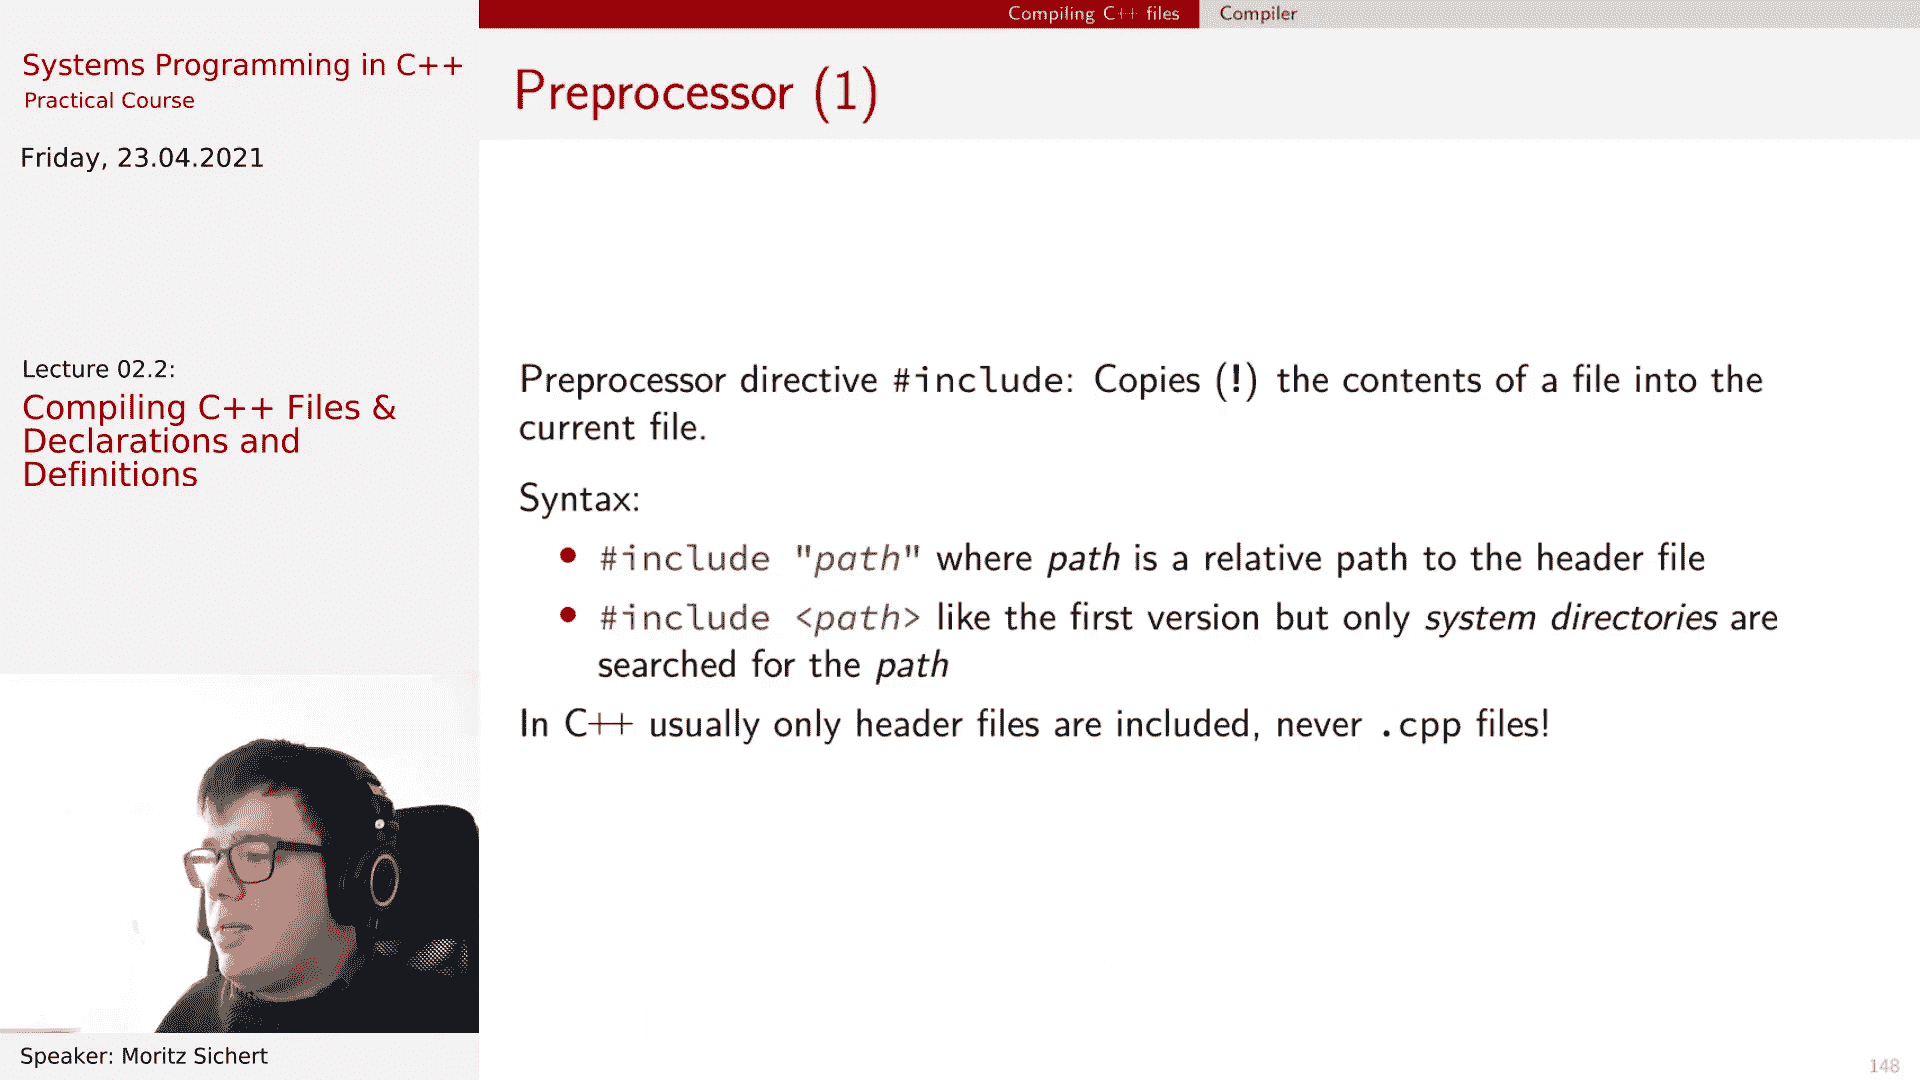 Compiling C++ files Compiler
Systems Programming in C++
Practical Course
Friday, 23.04.2021
Lecture 02.2:
Compiling C++ Files &
Declarations and
Definitions
Speaker: Moritz Sichert
Preprocessor (1)
Preprocessor directive #include: Copies (!) the contents of a file into the
current file.
Syntax:
• #include "path" where path is a relative path to the header file
• #include <path> like the first version but only system directories are
searched for the path
In C++ usually only header files are included, never .cpp files!
148